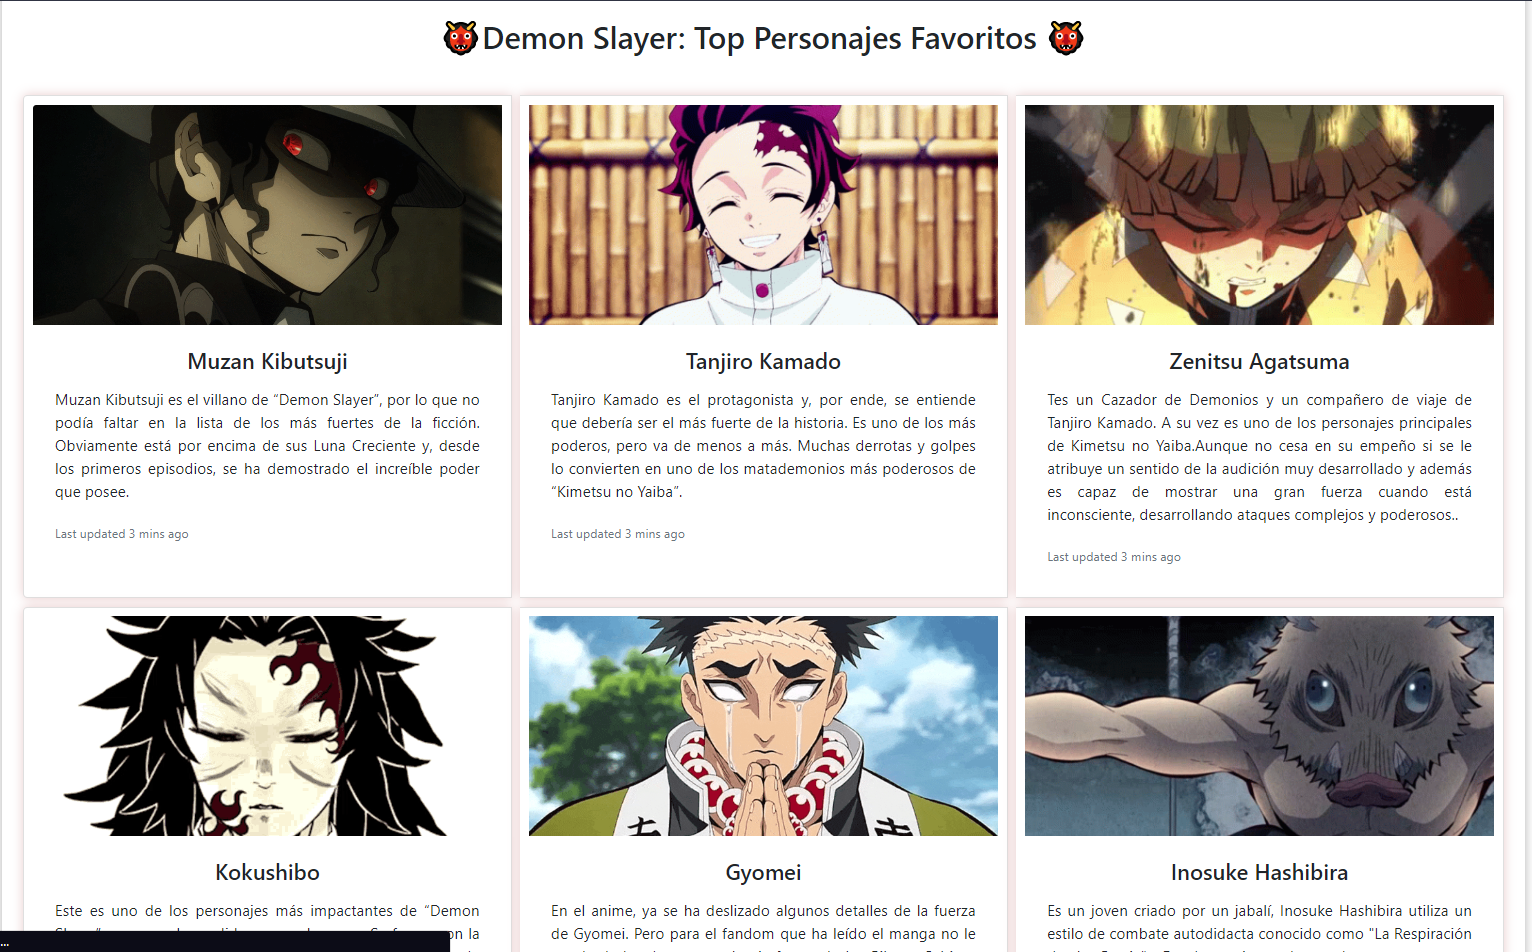 👹Demon Slayer: Top Personajes Favoritos 👹
Muzan Kibutsuji
Muzan Kibutsuji es el villano de “Demon Slayer”, por lo que no
podía faltar en la lista de los más fuertes de la ficción.
Obviamente está por encima de sus Luna Creciente y, desde
los primeros episodios, se ha demostrado el increíble poder
que posee.
Last updated 3 mins ago
Tanjiro Kamado
Tanjiro Kamado es el protagonista y, por ende, se entiende
que debería ser el más fuerte de la historia. Es uno de los más
poderos, pero va de menos a más. Muchas derrotas y golpes
lo convierten en uno de los matademonios más poderosos de
“Kimetsu no Yaiba”.
Last updated 3 mins ago
Zenitsu Agatsuma
Tes un Cazador de Demonios y un compañero de viaje de
Tanjiro Kamado. A su vez es uno de los personajes principales
de Kimetsu no Yaiba.Aunque no cesa en su empeño si se le
atribuye un sentido de la audición muy desarrollado y además
es capaz de mostrar una gran fuerza cuando está
inconsciente, desarrollando ataques complejos y poderosos..
Last updated 3 mins ago
Kokushibo
Este es uno de los personajes más impactantes de “Demon
Gyomei
En el anime, ya se ha deslizado algunos detalles de la fuerza
de Gyomei. Pero para el fandom que ha leído el manga no le
Inosuke Hashibira
Es un joven criado por un jabalí, Inosuke Hashibira utiliza un
estilo de combate autodidacta conocido como "La Respiración
...